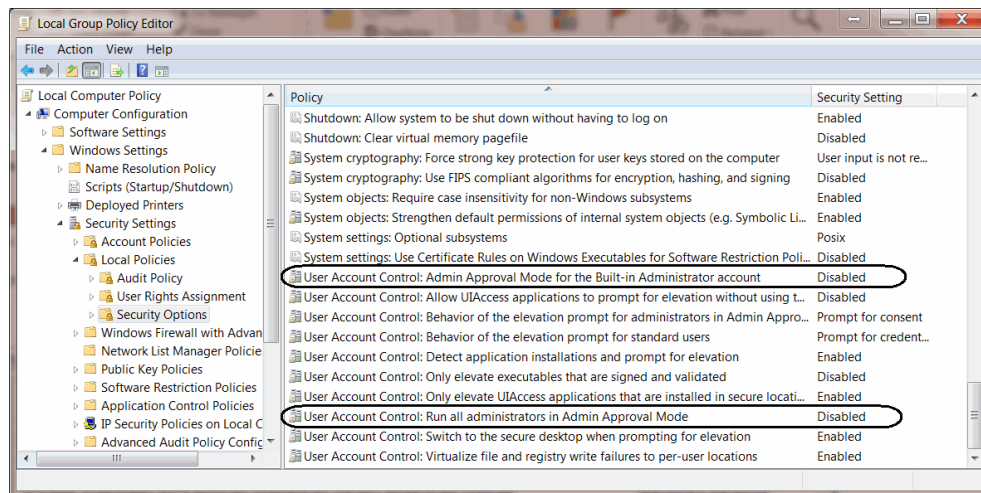 Local Group Policy Editor
File Action View Help
Local Computer Policy
Computer Configuration
Software Settings
Windows Settings
Name Resolution Policy
Scripts (Startup/Shutdown)
Deployed Printers
Security Settings
Account Policies
Local Policies
Audit Policy
User Rights Assignment
Security Options
Windows Firewall with Advan
Network List Manager Policie
Public Key Policies
Software Restriction Policies
Application Control Policies
IP Security Policies on Local C
Advanced Audit Policy Config
Policy Security Setting
Shutdown: Allow system to be shut down without having to log on Enabled
Shutdown: Clear virtual memory pagefile Disabled
System cryptography: Force strong key protection for user keys stored on the computer User input is not re...
System cryptography: Use FIPS compliant algorithms for encryption, hashing, and signing Disabled
System objects: Require case insensitivity for non-Windows subsystems Enabled
System objects: Strengthen default permissions of internal system objects (e.g. Symbolic Li... Enabled
System settings: Optional subsystems Posix
System settings: Use Certificate Rules on Windows Executables for Software Restriction Poli... Disabled
User Account Control: Admin Approval Mode for the Built-in Administrator account Disabled
User Account Control: Allow UIAccess applications to prompt for elevation without using t... Disabled
User Account Control: Behavior of the elevation prompt for administrators in Admin Appro... Prompt for consent
User Account Control: Behavior of the elevation prompt for standard users Prompt for credent...
User Account Control: Detect application installations and prompt for elevation Enabled
User Account Control: Only elevate executables that are signed and validated Disabled
User Account Control: Only elevate UIAccess applications that are installed in secure locati... Enabled
User Account Control: Run all administrators in Admin Approval Mode Disabled
User Account Control: Switch to the secure desktop when prompting for elevation Enabled
User Account Control: Virtualize file and registry write failures to per-user locations Enabled